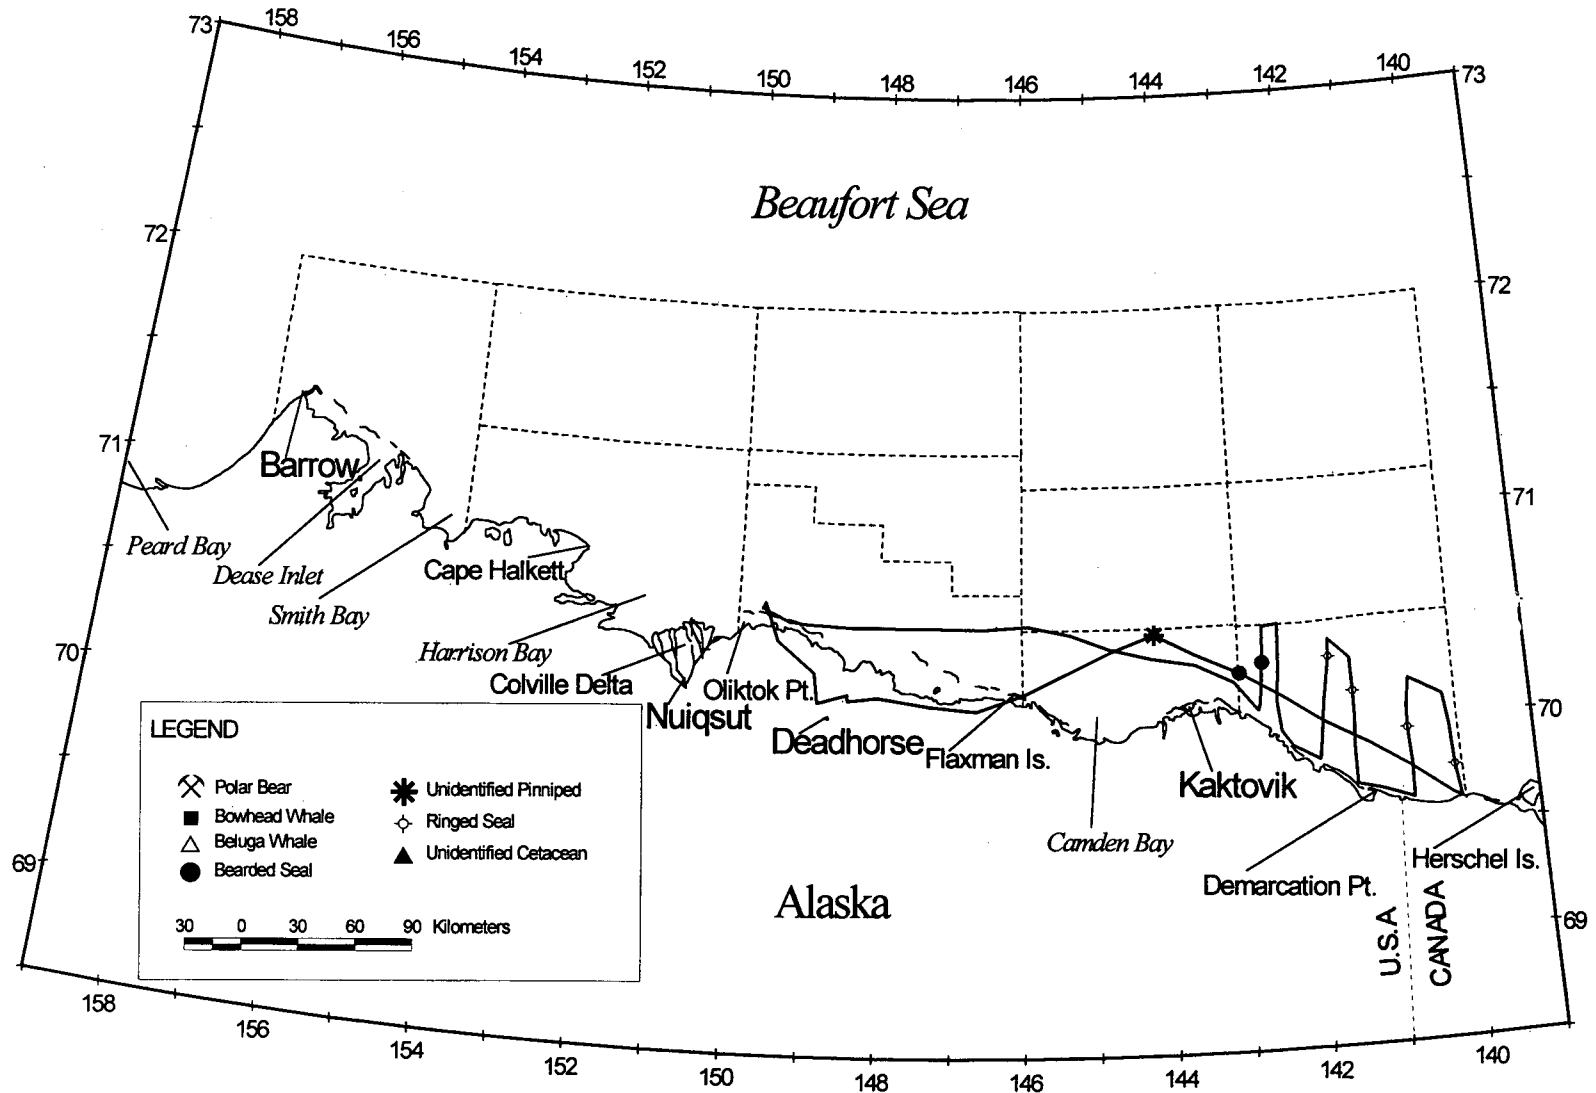 158
156
154
152
150
148
146
144
142
140
73
73
Beaufort Sea
72
72
71
71
Barrow
Peard Bay
Dease Inlet
Smith Bay
Cape Halkett
Harrison Bay
Colville Delta
Nuiqsut
Oliktok Pt.
Deadhorse
Flaxman Is.
Kaktovik
Camden Bay
Demarcation Pt.
Herschel Is.
70
70
Alaska
U.S.A
CANADA
69
69
LEGEND
Polar Bear
Bowhead Whale
Beluga Whale
Bearded Seal
Unidentified Pinniped
Ringed Seal
Unidentified Cetacean
30 0 30 60 90 Kilometers
158
156
154
152
150
148
146
144
142
140